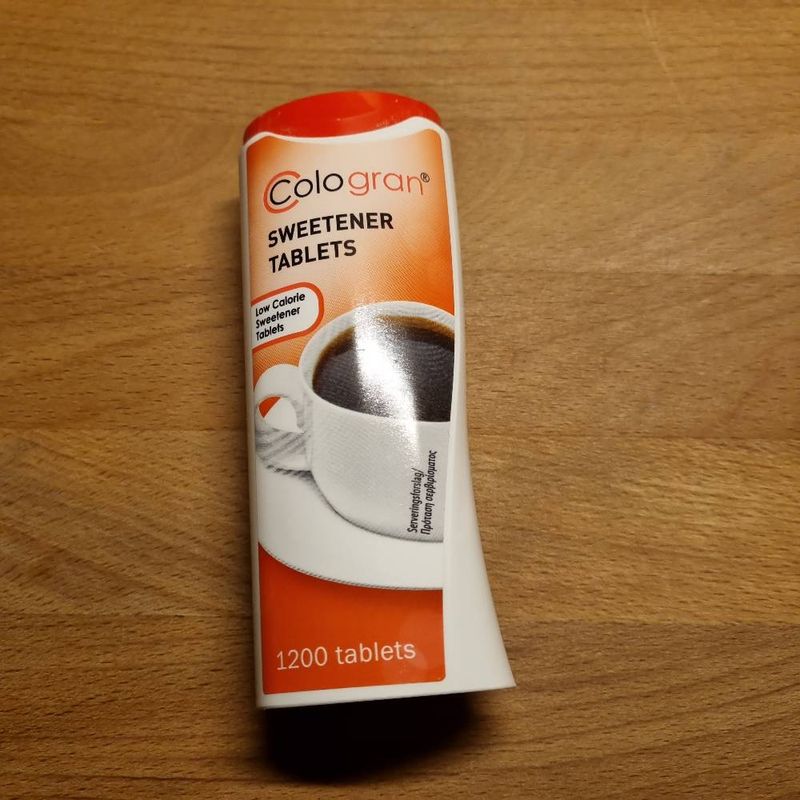 Cologran®
SWEETENER
TABLETS
Low Calorie
Sweetener
Tablets
Serveringsforslag/
Πρόταση σερβιρίσματος
1200 tablets